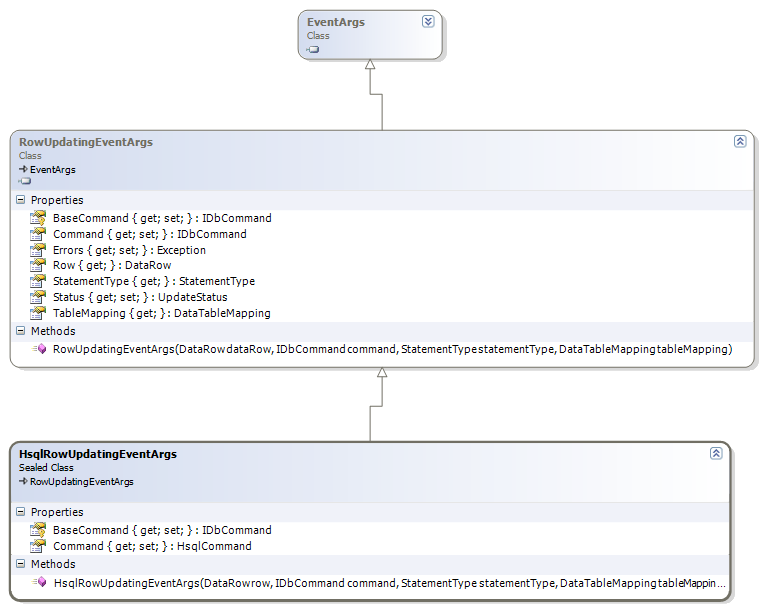 EventArgs
Class
RowUpdatingEventArgs
Class
EventArgs
Properties
BaseCommand { get; set; } : IDbCommand
Command { get; set; } : IDbCommand
Errors { get; set; } : Exception
Row { get; } : DataRow
StatementType { get; } : StatementType
Status { get; set; } : UpdateStatus
TableMapping { get; } : DataTableMapping
Methods
RowUpdatingEventArgs(DataRow dataRow, IDbCommand command, StatementType statementType, DataTableMapping tableMapping)
HsqlRowUpdatingEventArgs
Sealed Class
RowUpdatingEventArgs
Properties
BaseCommand { get; set; } : IDbCommand
Command { get; set; } : HsqlCommand
Methods
HsqlRowUpdatingEventArgs(DataRow row, IDbCommand command, StatementType statementType, DataTableMapping tableMappin...